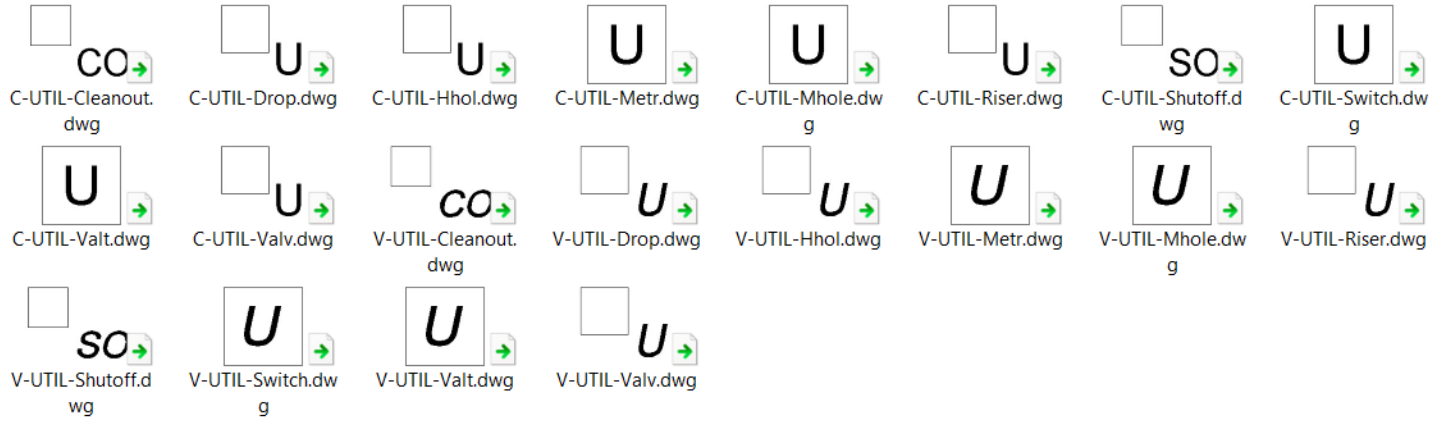 CO U U U U U SO U
C-UTIL-Cleanout. C-UTIL-Drop.dwg C-UTIL-Hhol.dwg C-UTIL-Metr.dwg C-UTIL-Mhole.dw C-UTIL-Riser.dwg C-UTIL-Shutoff.d C-UTIL-Switch.dw
dwg g wg g
U U CO U U U U U
C-UTIL-Valt.dwg C-UTIL-Valv.dwg V-UTIL-Cleanout. V-UTIL-Drop.dwg V-UTIL-Hhol.dwg V-UTIL-Metr.dwg V-UTIL-Mhole.dw V-UTIL-Riser.dwg
dwg g
SO U U U
V-UTIL-Shutoff.d V-UTIL-Switch.dw V-UTIL-Valt.dwg V-UTIL-Valv.dwg
wg g